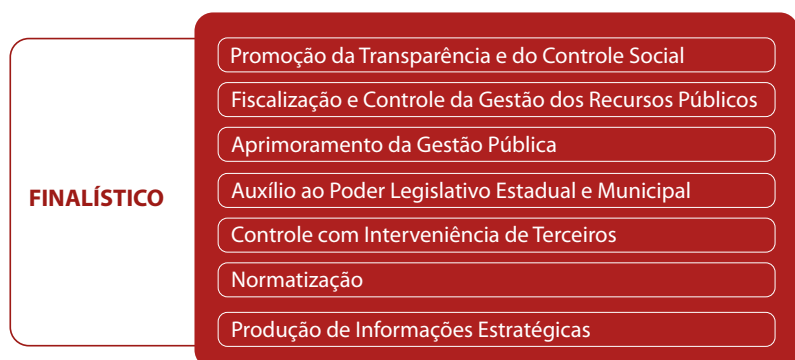 FINALÍSTICO
Promoção da Transparência e do Controle Social
Fiscalização e Controle da Gestão dos Recursos Públicos
Aprimoramento da Gestão Pública
Auxílio ao Poder Legislativo Estadual e Municipal
Controle com Interveniência de Terceiros
Normatização
Produção de Informações Estratégicas